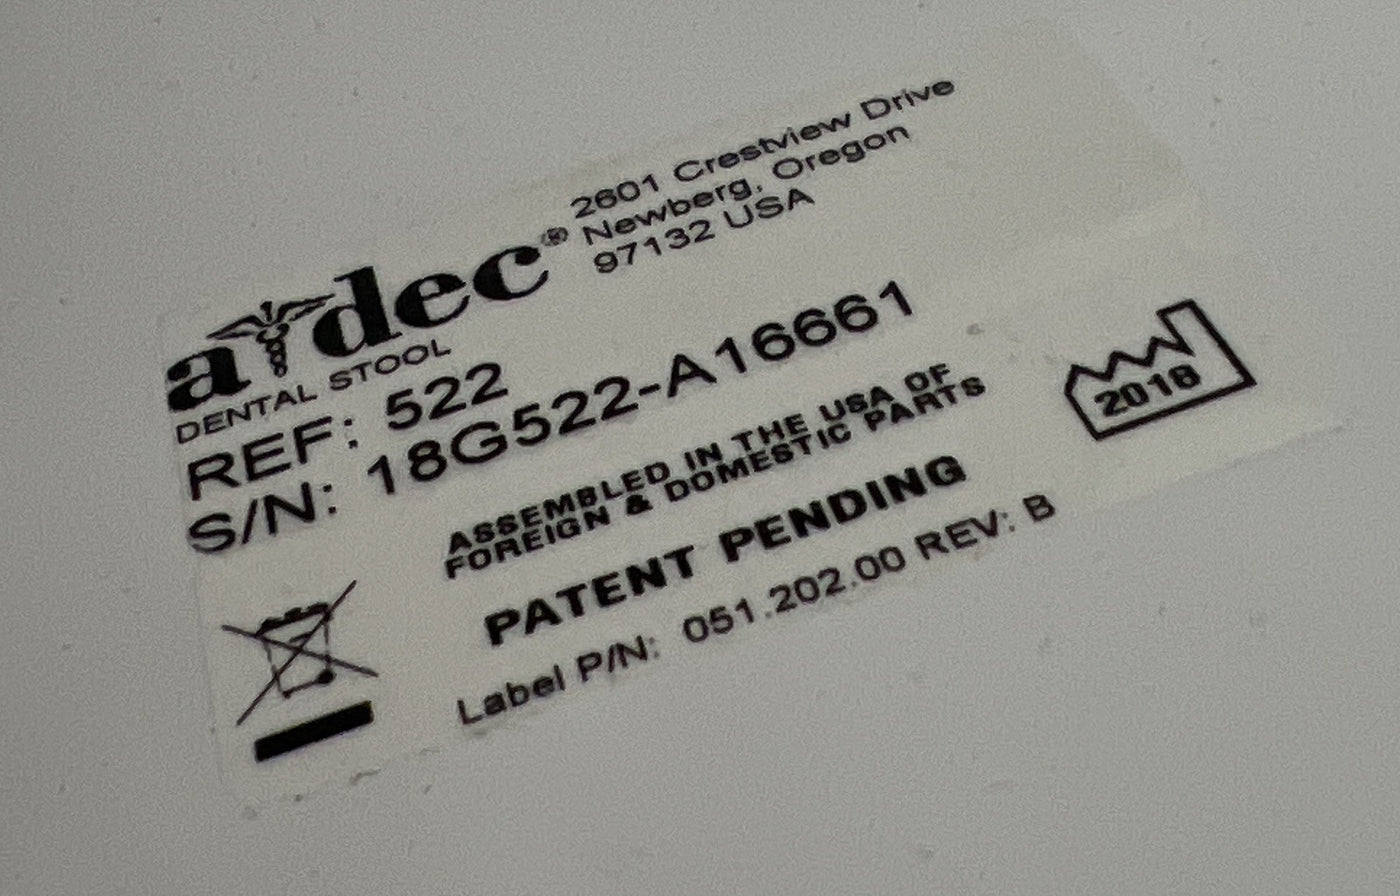 a dec®
2601 Crestview Drive
Newberg, Oregon
97132 USA
DENTAL STOOL
REF: 522
S/N: 18G522-A16661
ASSEMBLED IN THE USA OF
FOREIGN & DOMESTIC PARTS
2018
PATENT PENDING
Label P/N: 051.202.00 REV: B